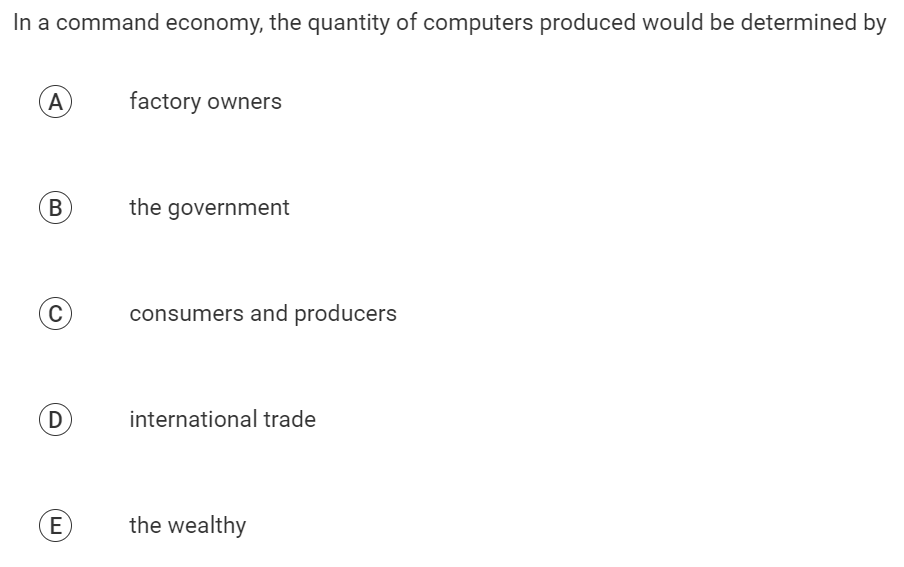 In a command economy, the quantity of computers produced would be determined by
A factory owners
B the government
C consumers and producers
D international trade
E the wealthy